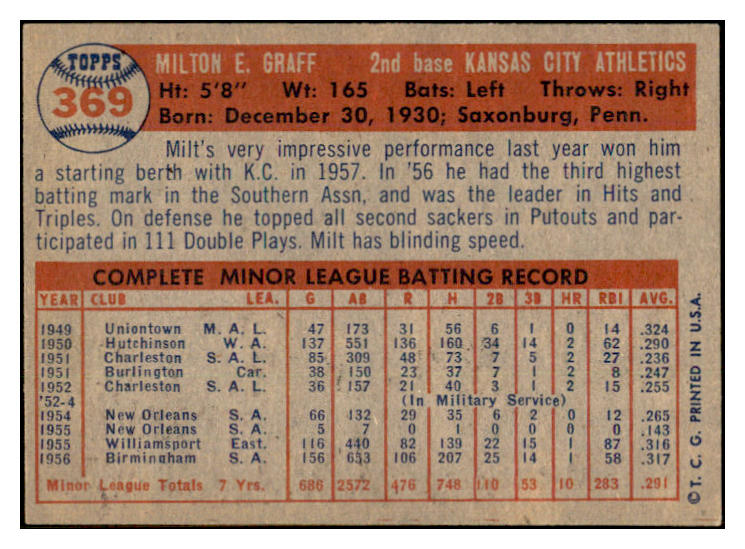 TOPPS
369
MILTON E. GRAFF 2nd base KANSAS CITY ATHLETICS
Ht: 5'8" Wt: 165 Bats: Left Throws: Right
Born: December 30, 1930; Saxonburg, Penn.
Milt's very impressive performance last year won him
a starting berth with K.C. in 1957. In '56 he had the third highest
batting mark in the Southern Assn, and was the leader in Hits and
Triples. On defense he topped all second sackers in Putouts and par-
ticipated in 111 Double Plays. Milt has blinding speed.
COMPLETE MINOR LEAGUE BATTING RECORD
YEAR CLUB LEA. G AB R H 2B 3B HR RBI AVG.
1949 Uniontown M. A. L. 47 173 31 56 6 1 0 14 .324
1950 Hutchinson W. A. 137 551 136 160 34 14 2 62 .290
1951 Charleston S. A. L. 85 309 48 73 7 5 2 27 .236
1951 Burlington Car. 38 150 23 37 7 1 2 8 .247
1952 Charleston S. A. L. 36 157 21 40 3 1 2 15 .255
'52-4 (In Military Service)
1954 New Orleans S. A. 66 132 29 35 6 2 0 12 .265
1955 New Orleans S. A. 5 7 0 1 0 0 0 0 .143
1955 Williamsport East. 116 440 82 139 22 15 1 87 .316
1956 Birmingham S. A. 156 653 106 207 25 14 1 58 .317
Minor League Totals 7 Yrs. 686 2572 476 748 110 53 10 283 .291
© T. C. G. PRINTED IN U.S.A.